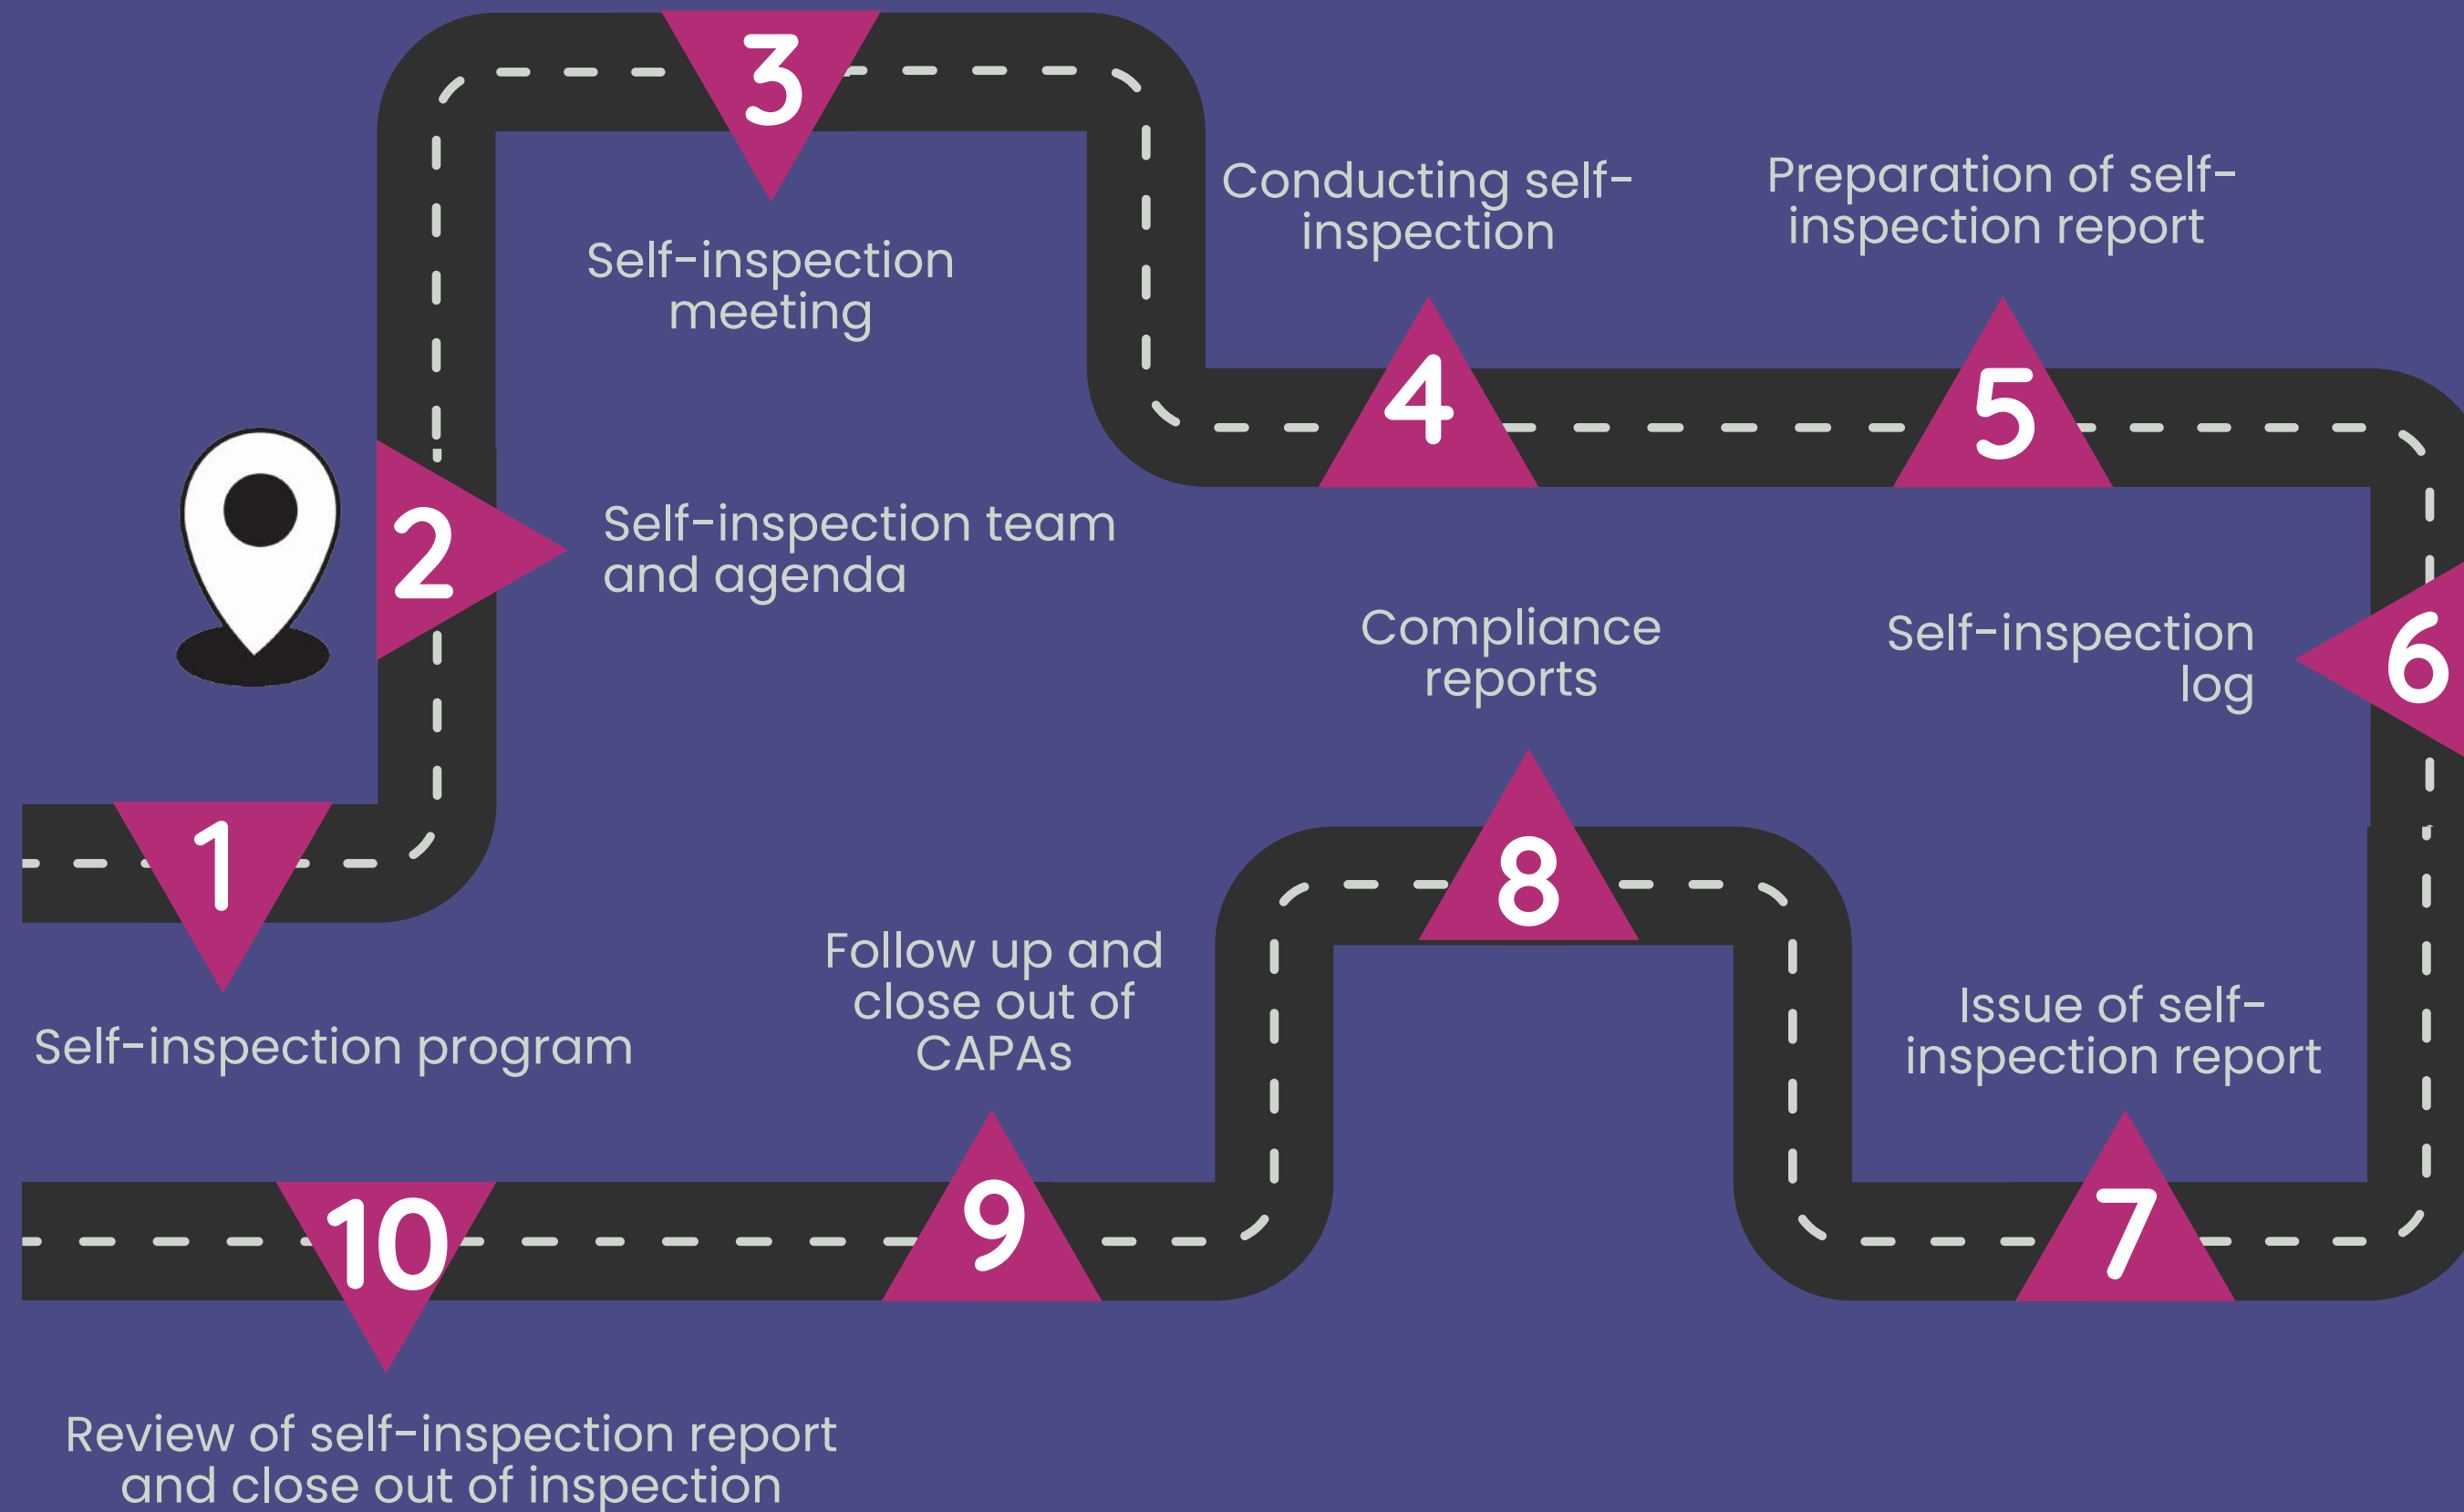 1
Self-inspection program
2
Self-inspection team
and agenda
3
Self-inspection
meeting
4
Conducting self-
inspection
5
Preparation of self-
inspection report
6
Self-inspection
log
7
Issue of self-
inspection report
8
Compliance
reports
9
Follow up and
close out of
CAPAs
10
Review of self-inspection report
and close out of inspection